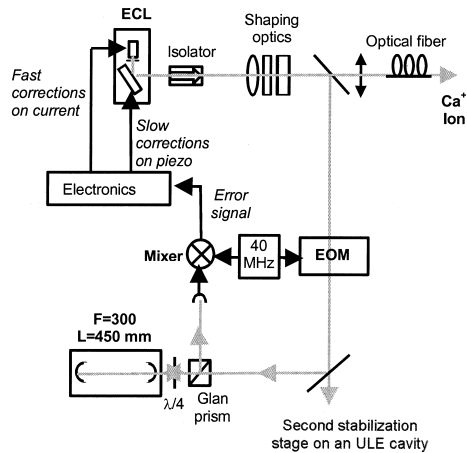 ECL
Shaping
optics
Isolator
Optical fiber
Fast
corrections
on current
Ca+
Ion
Slow
corrections
on piezo
Electronics
Error
signal
Mixer
40
MHz
EOM
F=300
L=450 mm
λ/4
Glan
prism
Second stabilization
stage on an ULE cavity